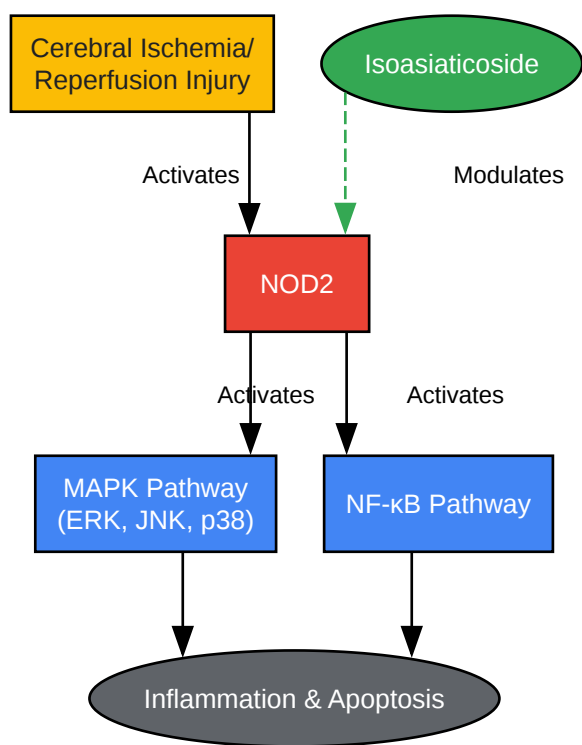 Cerebral Ischemia/
Reperfusion Injury
Isoasiaticoside
Activates
Modulates
NOD2
Activates
Activates
MAPK Pathway
(ERK, JNK, p38)
NF-κB Pathway
Inflammation & Apoptosis